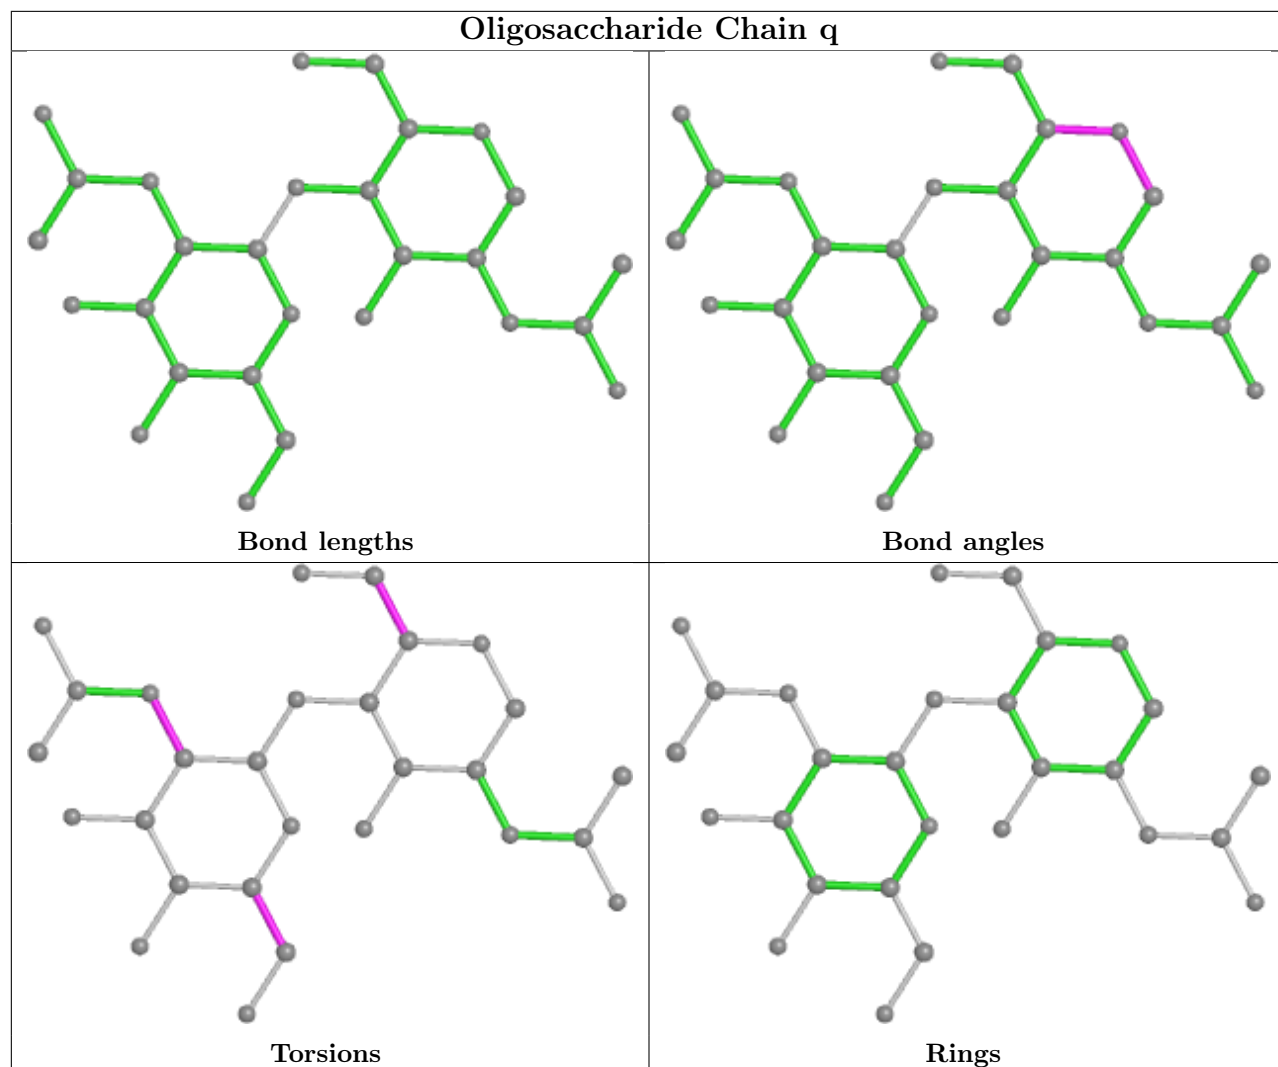 Oligosaccharide Chain q
Bond lengths
Bond angles
Torsions
Rings